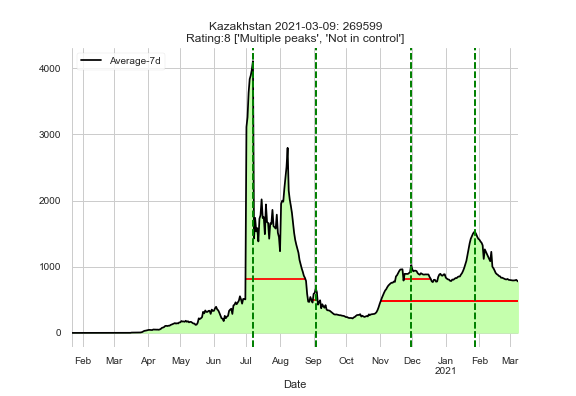 Kazakhstan 2021-03-09: 269599
Rating:8 ['Multiple peaks', 'Not in control']
Average-7d
4000
3000
2000
1000
0
Feb Mar Apr May Jun Jul Aug Sep Oct Nov Dec Jan Feb Mar
2021
Date